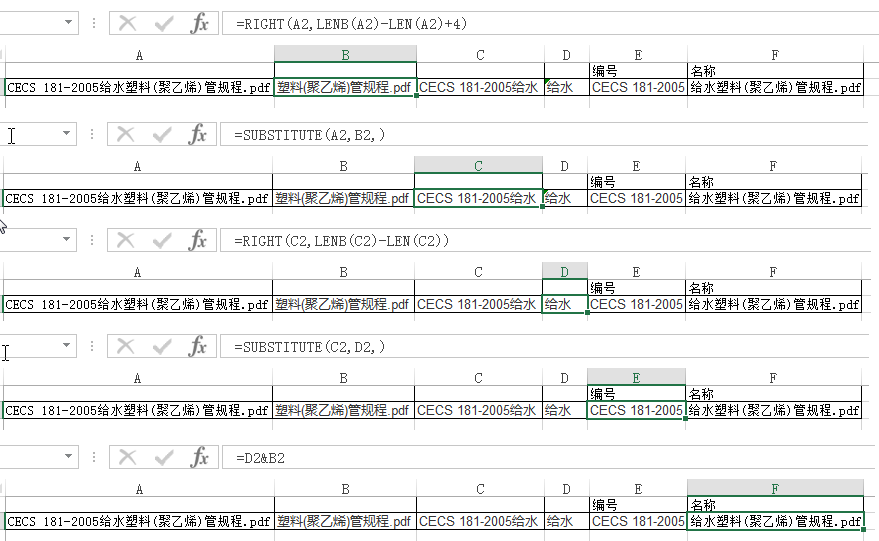 fx =RIGHT(A2,LENB(A2)-LEN(A2)+4)
A B C D E F
编号 名称
CECS 181-2005给水塑料(聚乙烯)管规程.pdf 塑料(聚乙烯)管规程.pdf CECS 181-2005给水 给水 CECS 181-2005 给水塑料(聚乙烯)管规程.pdf
fx =SUBSTITUTE(A2,B2,)
A B C D E F
编号 名称
CECS 181-2005给水塑料(聚乙烯)管规程.pdf 塑料(聚乙烯)管规程.pdf CECS 181-2005给水 给水 CECS 181-2005 给水塑料(聚乙烯)管规程.pdf
fx =RIGHT(C2,LENB(C2)-LEN(C2))
A B C D E F
编号 名称
CECS 181-2005给水塑料(聚乙烯)管规程.pdf 塑料(聚乙烯)管规程.pdf CECS 181-2005给水 给水 CECS 181-2005 给水塑料(聚乙烯)管规程.pdf
fx =SUBSTITUTE(C2,D2,)
A B C D E F
编号 名称
CECS 181-2005给水塑料(聚乙烯)管规程.pdf 塑料(聚乙烯)管规程.pdf CECS 181-2005给水 给水 CECS 181-2005 给水塑料(聚乙烯)管规程.pdf
fx =D2&B2
A B C D E F
编号 名称
CECS 181-2005给水塑料(聚乙烯)管规程.pdf 塑料(聚乙烯)管规程.pdf CECS 181-2005给水 给水 CECS 181-2005 给水塑料(聚乙烯)管规程.pdf